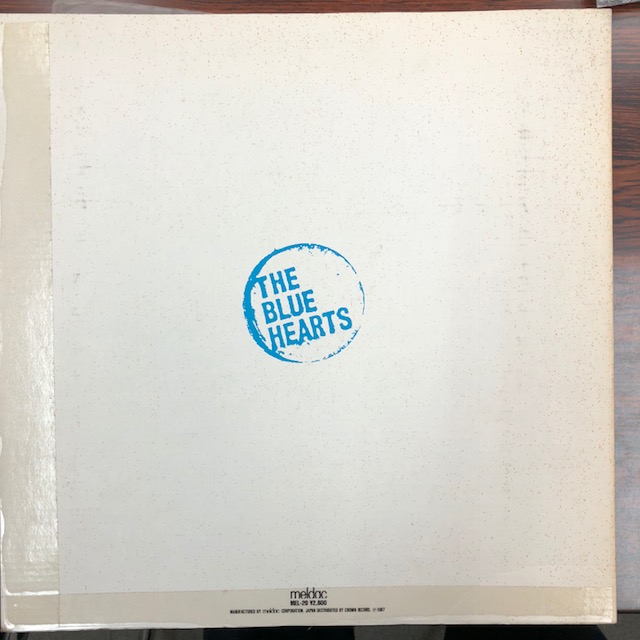 THE
BLUE
HEARTS
meldac
MEL-20 ¥2,800
MANUFACTURED BY meldac CORPORATION, JAPAN DISTRIBUTED BY CROWN RECORD.